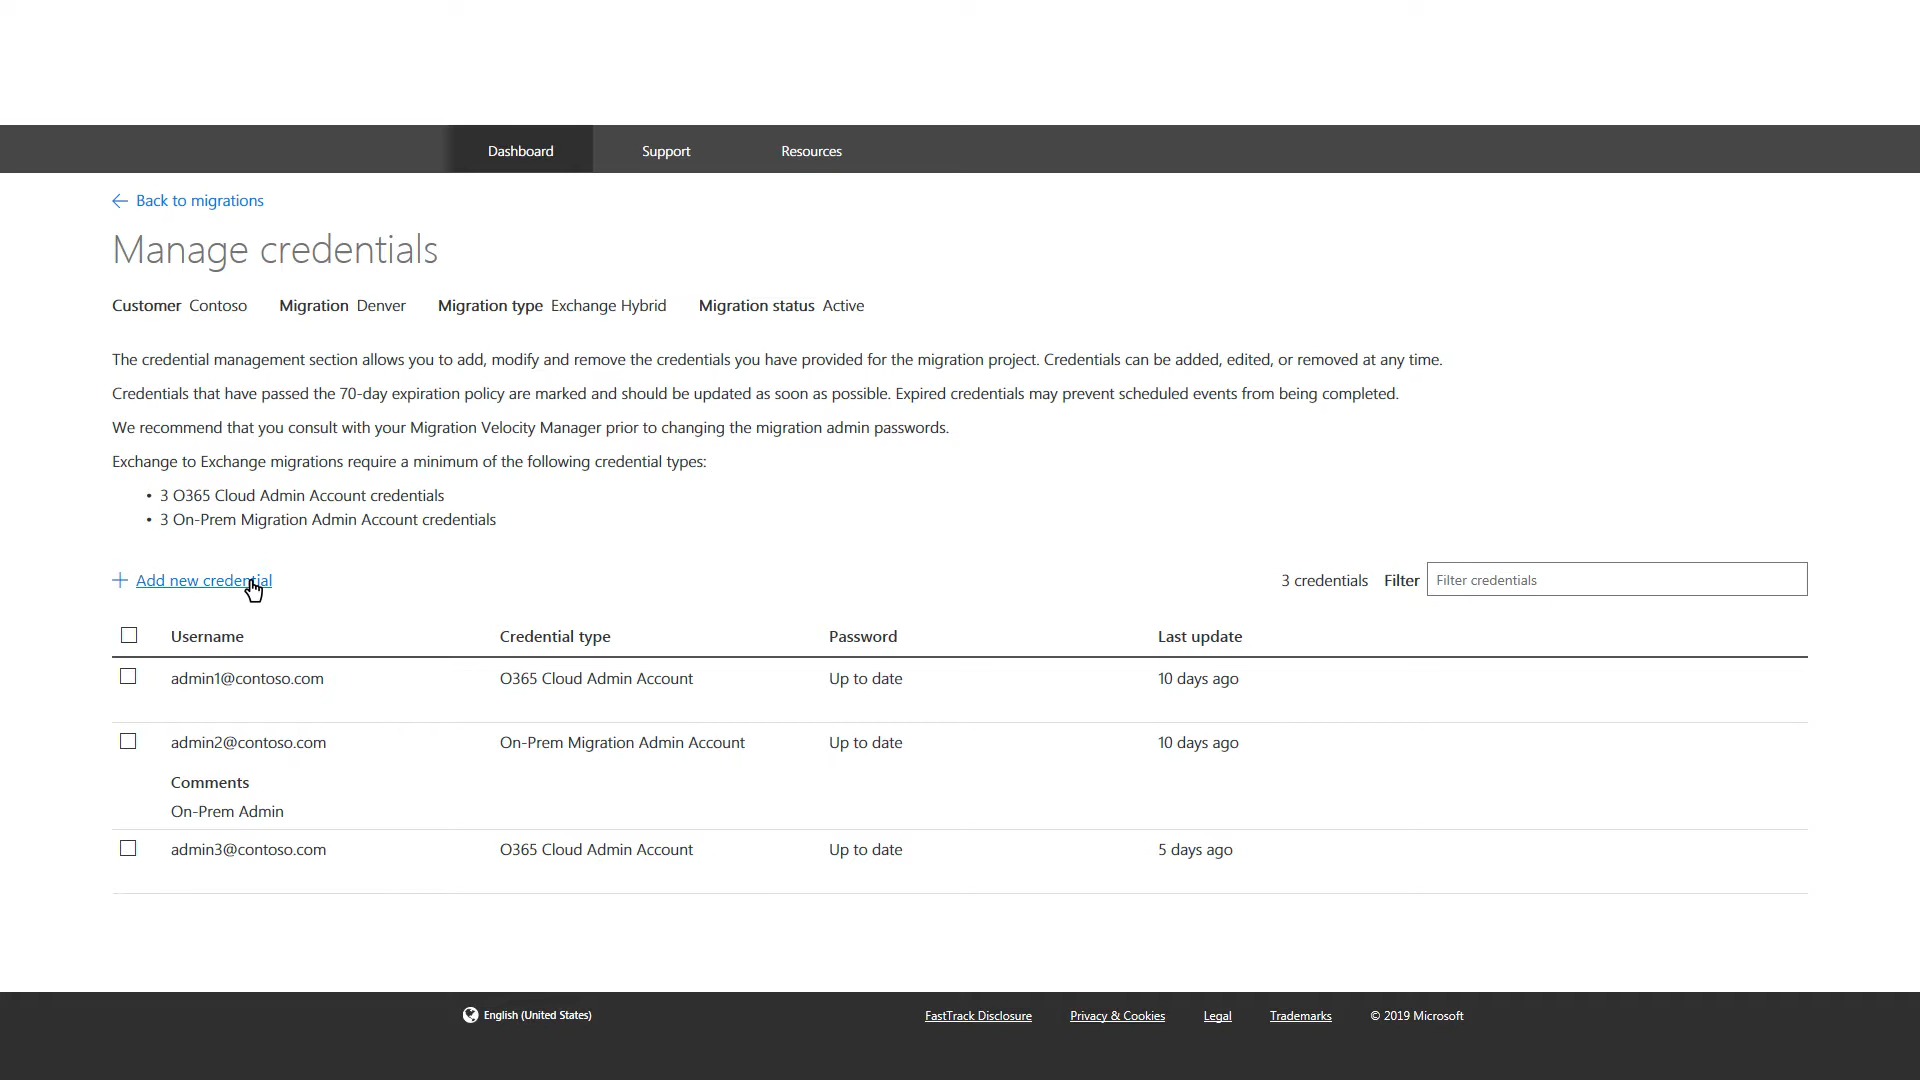 Dashboard Support Resources
Back to migrations
Manage credentials
Customer Contoso Migration Denver Migration type Exchange Hybrid Migration status Active
The credential management section allows you to add, modify and remove the credentials you have provided for the migration project. Credentials can be added, edited, or removed at any time.
Credentials that have passed the 70-day expiration policy are marked and should be updated as soon as possible. Expired credentials may prevent scheduled events from being completed.
We recommend that you consult with your Migration Velocity Manager prior to changing the migration admin passwords.
Exchange to Exchange migrations require a minimum of the following credential types:
• 3 O365 Cloud Admin Account credentials
• 3 On-Prem Migration Admin Account credentials
Add new credential 3 credentials Filter Filter credentials
Username Credential type Password Last update
admin1@contoso.com O365 Cloud Admin Account Up to date 10 days ago
admin2@contoso.com On-Prem Migration Admin Account Up to date 10 days ago
Comments
On-Prem Admin
admin3@contoso.com O365 Cloud Admin Account Up to date 5 days ago
English (United States) FastTrack Disclosure Privacy & Cookies Legal Trademarks © 2019 Microsoft